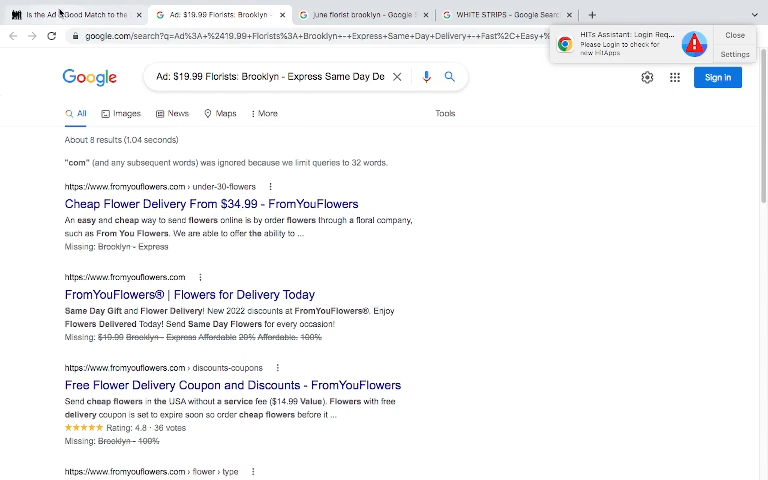 Is the Ad a Good Match to the
Ad: $19.99 Florists: Brooklyn -
june florist brooklyn - Google S
WHITE STRIPS - Google Search
google.com/search?q=Ad%3A+%2419.99+Florists%3A+Brooklyn+-+Express+Same+Day+Delivery+-+Fast%2C+Easy+%
HITs Assistant: Login Req...
Please Login to check for
new HitApps
Close
Settings
Google
Ad: $19.99 Florists: Brooklyn - Express Same Day De
Sign in
All
Images
News
Maps
More
Tools
About 8 results (1.04 seconds)
"com" (and any subsequent words) was ignored because we limit queries to 32 words.
https://www.fromyouflowers.com › under-30-flowers
Cheap Flower Delivery From $34.99 - FromYouFlowers
An easy and cheap way to send flowers online is by order flowers through a floral company,
such as From You Flowers. We are able to offer the ability to ...
Missing: Brooklyn - Express
https://www.fromyouflowers.com
FromYouFlowers® | Flowers for Delivery Today
Same Day Gift and Flower Delivery! New 2022 discounts at FromYouFlowers®. Enjoy
Flowers Delivered Today! Send Same Day Flowers for every occasion!
Missing: $19.99 Brooklyn - Express Affordable 20% Affordable. 100%
https://www.fromyouflowers.com › discounts-coupons
Free Flower Delivery Coupon and Discounts - FromYouFlowers
Send cheap flowers in the USA without a service fee ($14.99 Value). Flowers with free
delivery coupon is set to expire soon so order cheap flowers before it ...
Rating: 4.8 · 36 votes
Missing: Brooklyn - 100%
https://www.fromyouflowers.com › flower › type